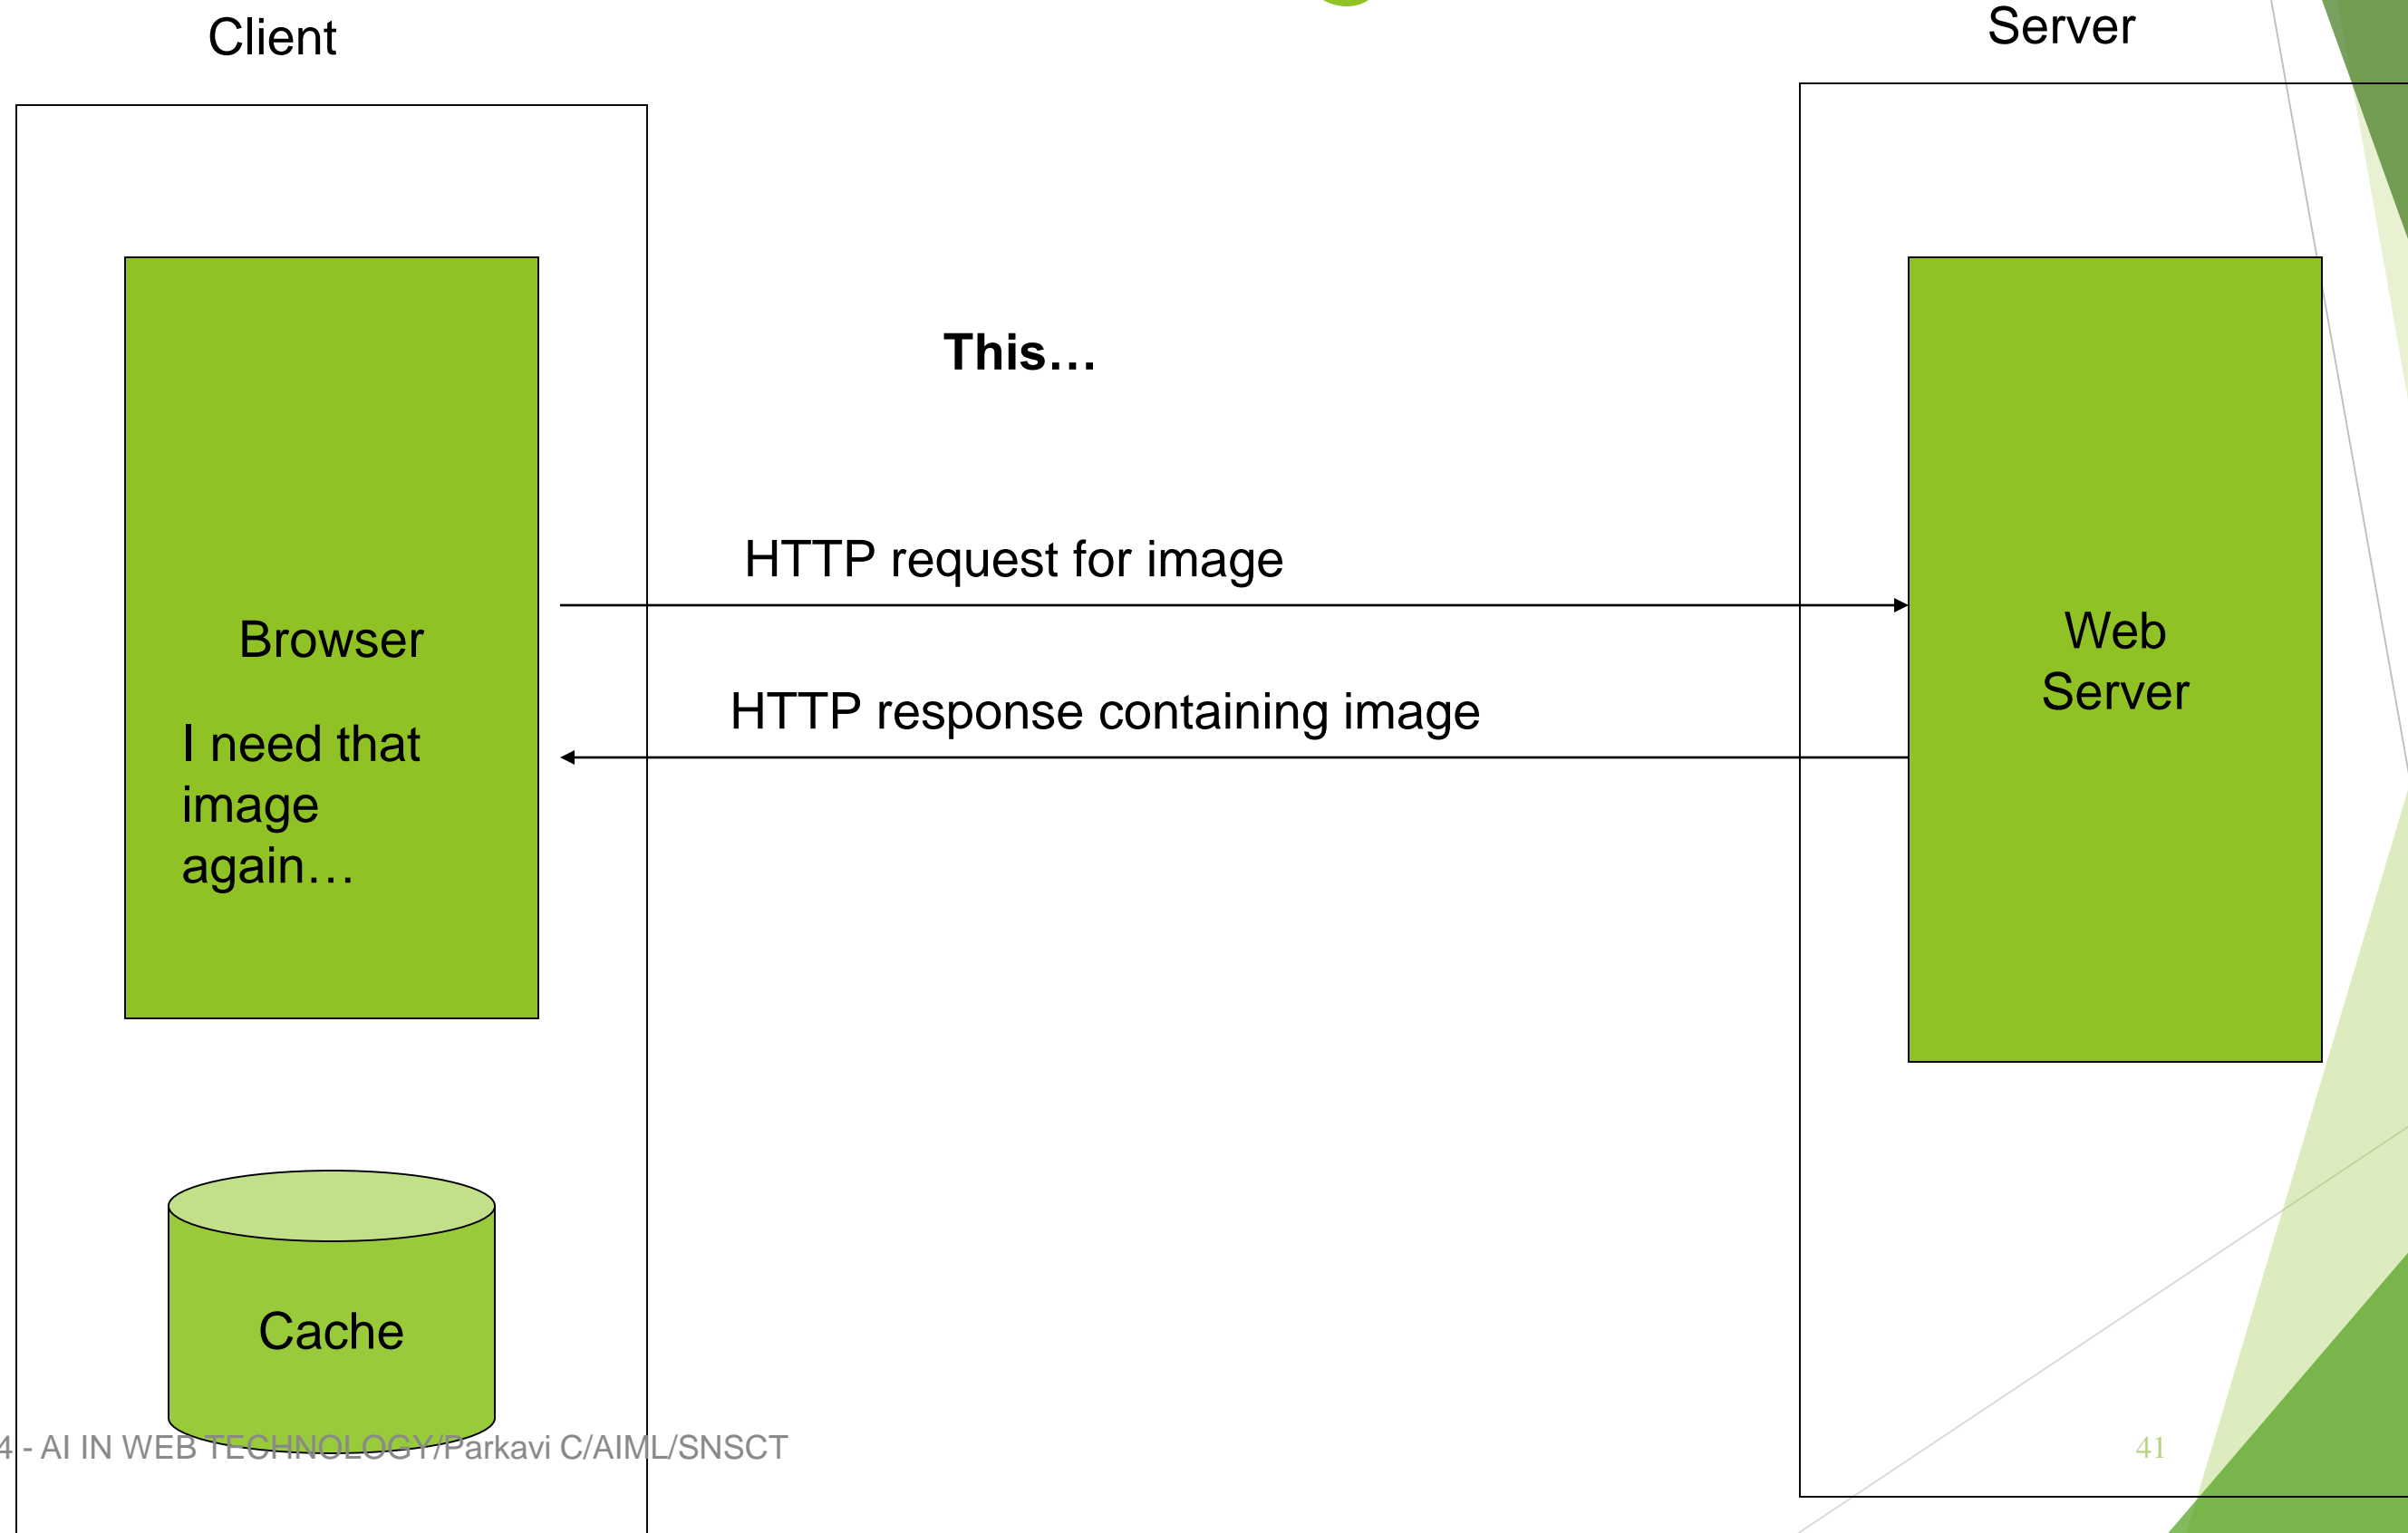 Client
Server
This…
HTTP request for image
Browser
Web
Server
HTTP response containing image
I need that
image
again…
Cache
4 - AI IN WEB TECHNOLOGY/Parkavi C/AIML/SNSCT
41